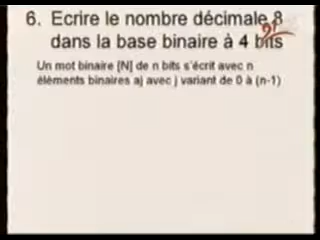 6. Ecrire le nombre décimale 8
dans la base binaire à 4 bits
Un mot binaire [N] de n bits s'écrit avec n
éléments binaires aj avec j variant de 0 à (n-1)